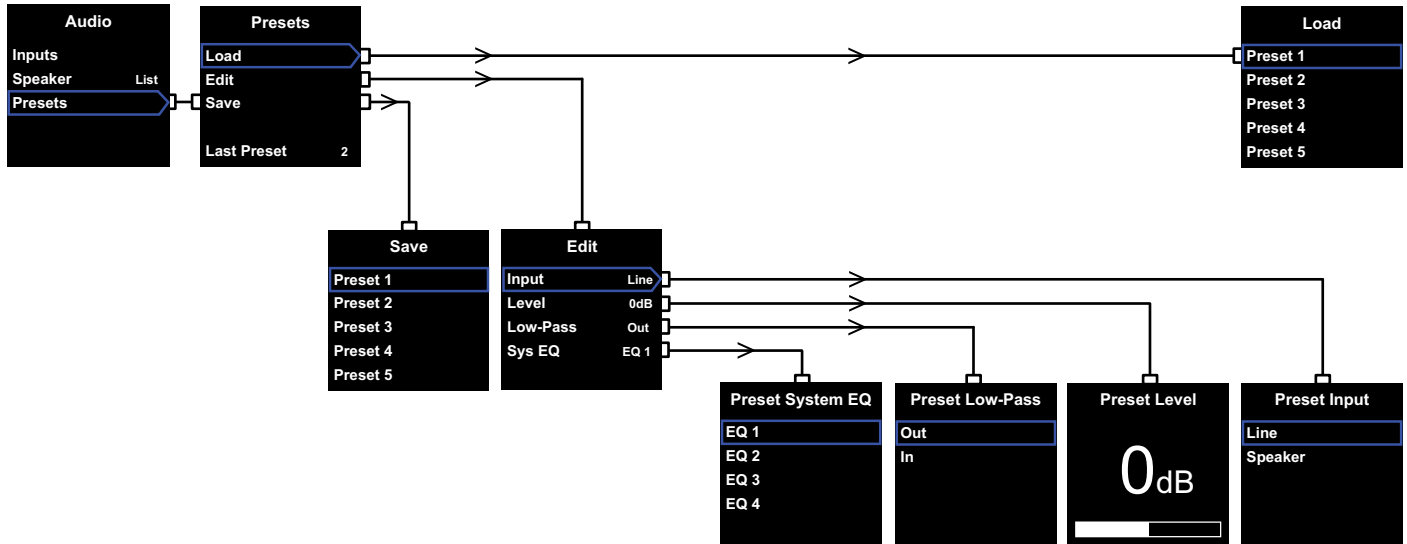 Audio
Inputs
Speaker List
Presets
Presets
Load
Edit
Save
Last Preset 2
Load
Preset 1
Preset 2
Preset 3
Preset 4
Preset 5
Save
Preset 1
Preset 2
Preset 3
Preset 4
Preset 5
Edit
Input Line
Level 0dB
Low-Pass Out
Sys EQ EQ 1
Preset System EQ
EQ 1
EQ 2
EQ 3
EQ 4
Preset Low-Pass
Out
In
Preset Level
0dB
Preset Input
Line
Speaker